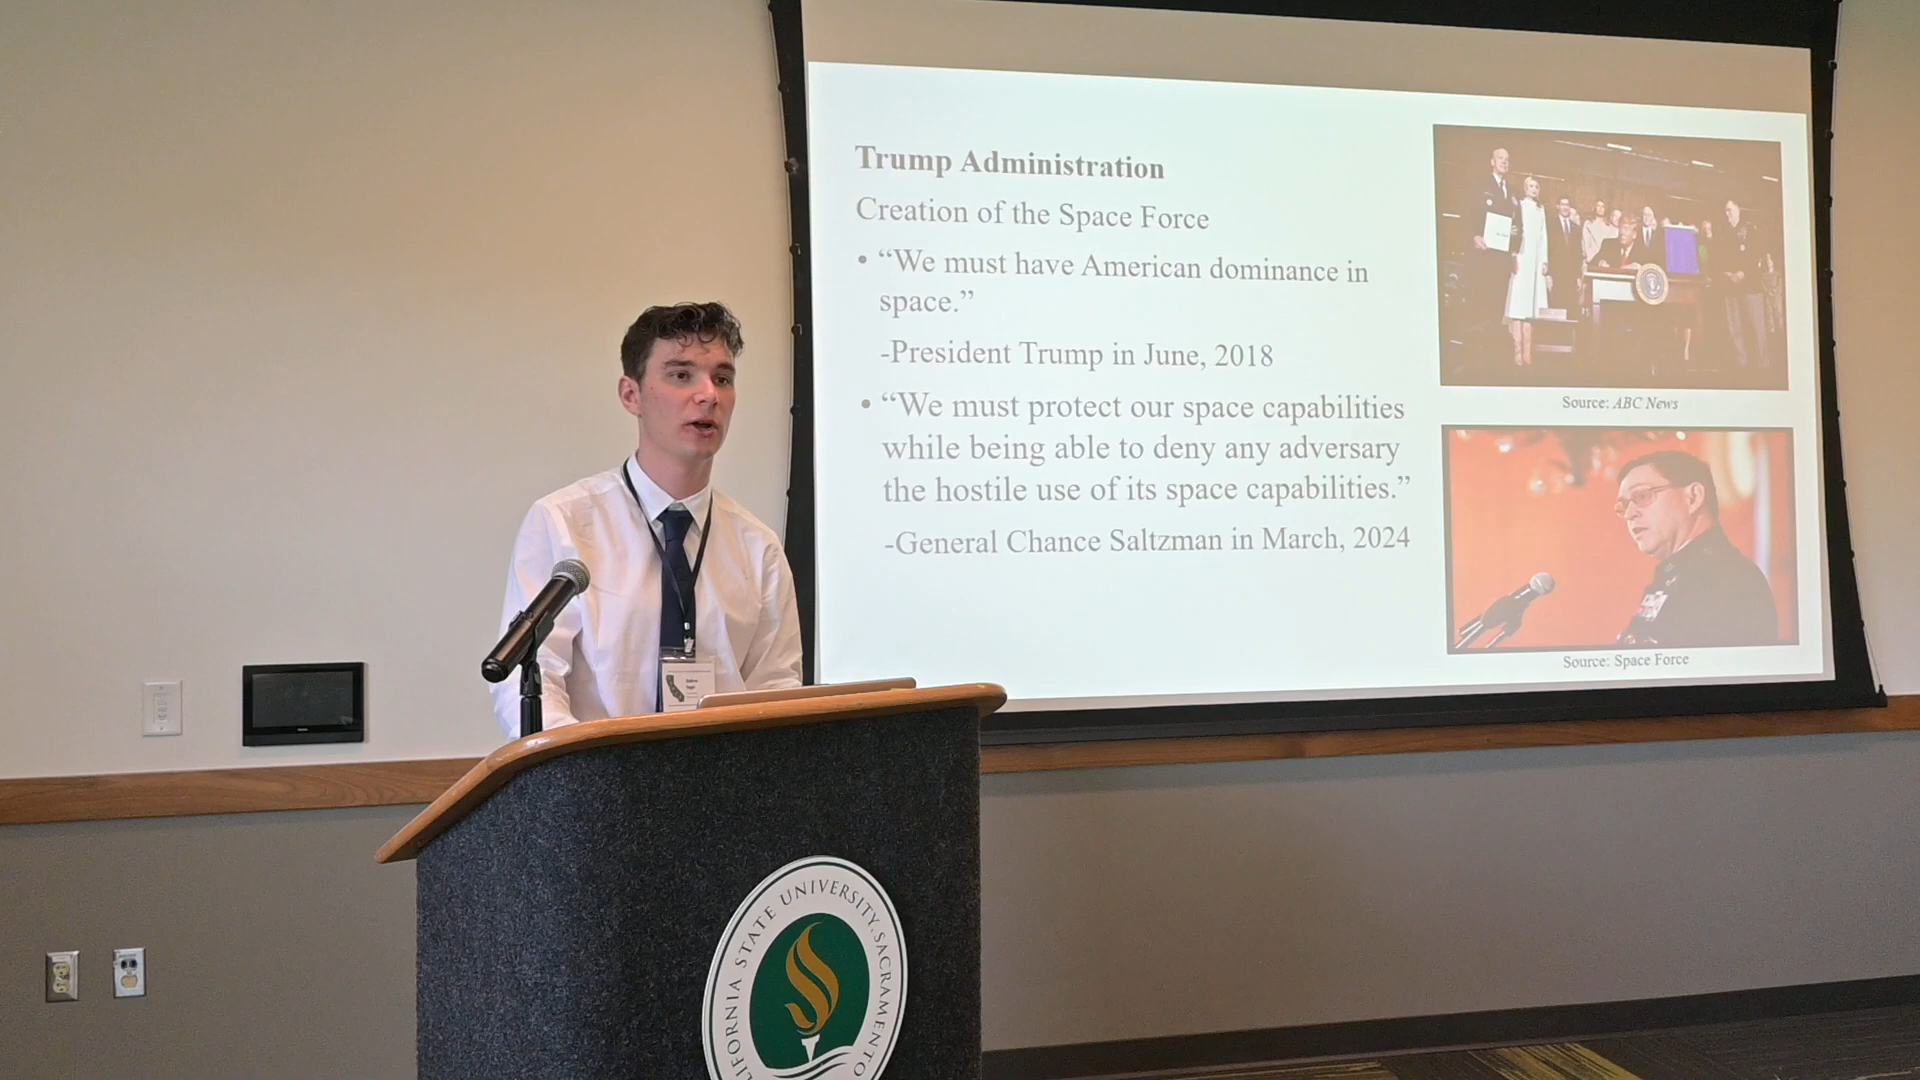 Trump Administration
Creation of the Space Force
• “We must have American dominance in
space.”
-President Trump in June, 2018
• “We must protect our space capabilities
while being able to deny any adversary
the hostile use of its space capabilities.”
-General Chance Saltzman in March, 2024
Source: ABC News
Source: Space Force
LIFORNIA STATE UNIVERSITY, SACRAMENTO